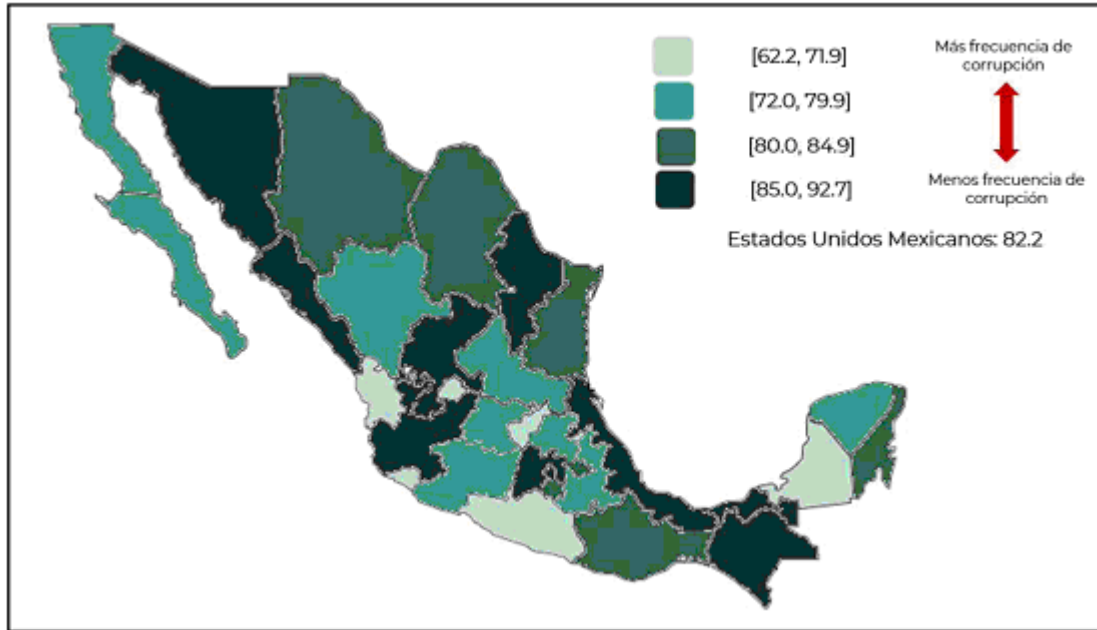 [62.2, 71.9]
[72.0, 79.9]
[80.0, 84.9]
[85.0, 92.7]
Más frecuencia de
corrupción
Menos frecuencia de
corrupción
Estados Unidos Mexicanos: 82.2